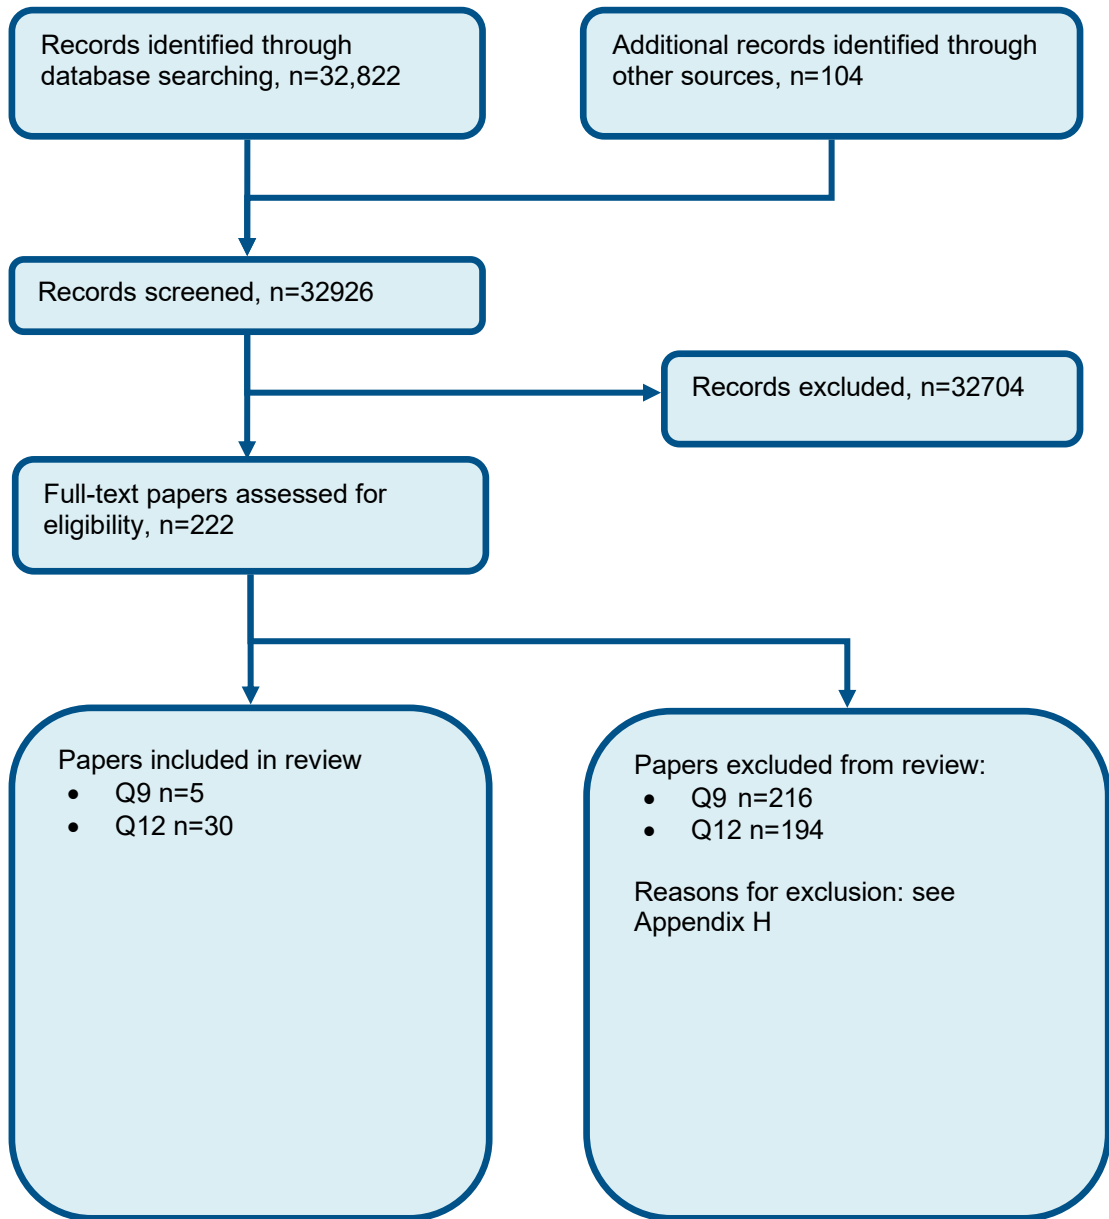 Records identified through
database searching, n=32,822
Additional records identified through
other sources, n=104
Records screened, n=32926
Records excluded, n=32704
Full-text papers assessed for
eligibility, n=222
Papers included in review
• Q9 n=5
• Q12 n=30
Papers excluded from review:
• Q9 n=216
• Q12 n=194
Reasons for exclusion: see
Appendix H